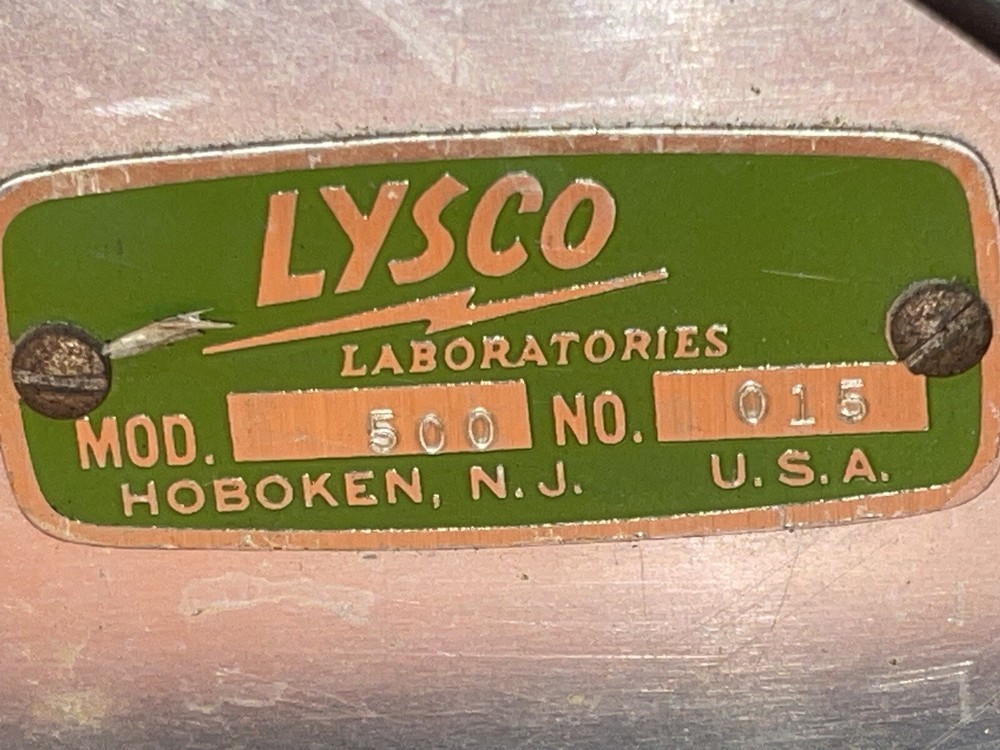 LYSCO
LABORATORIES
MOD. 500 NO. 015
HOBOKEN, N.J. U.S.A.